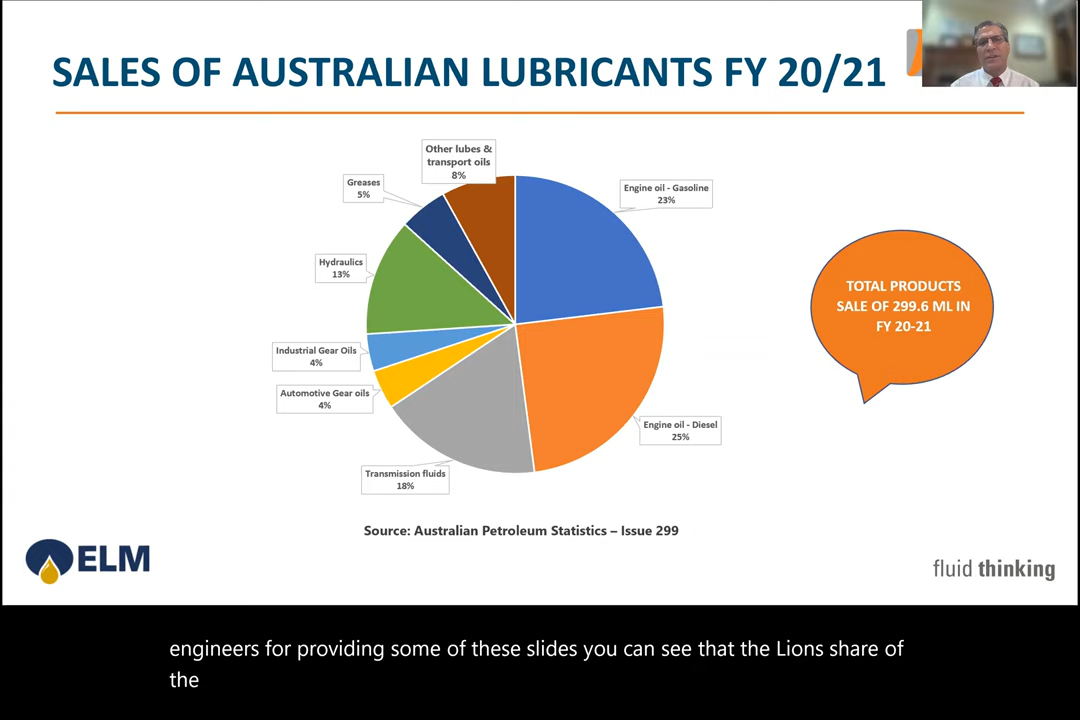 SALES OF AUSTRALIAN LUBRICANTS FY 20/21
Other lubes &
transport oils
8%
Greases
5%
Engine oil - Gasoline
23%
Hydraulics
13%
TOTAL PRODUCTS
SALE OF 299.6 ML IN
FY 20-21
Industrial Gear Oils
4%
Automotive Gear oils
4%
Engine oil - Diesel
25%
Transmission fluids
18%
Source: Australian Petroleum Statistics – Issue 299
ELM
fluid thinking
engineers for providing some of these slides you can see that the Lions share of
the